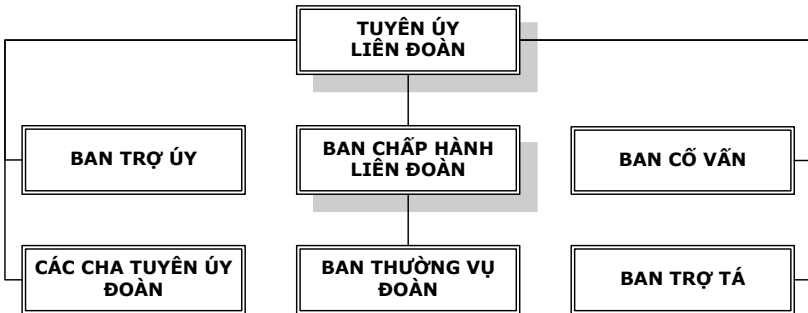 TUYÊN ÚY
LIÊN ĐOÀN
BAN TRỢ ÚY
BAN CHẤP HÀNH
LIÊN ĐOÀN
BAN CỐ VẤN
CÁC CHA TUYÊN ÚY
ĐOÀN
BAN THƯỜNG VỤ
ĐOÀN
BAN TRỢ TÁ